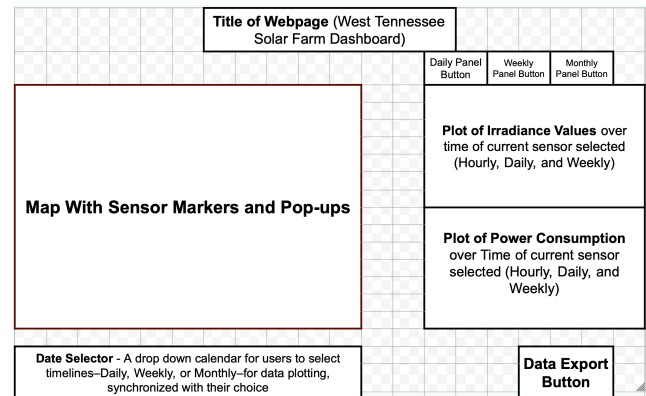 Title of Webpage (West Tennessee
Solar Farm Dashboard)
Daily Panel
Button
Weekly
Panel Button
Monthly
Panel Button
Plot of Irradiance Values over
time of current sensor selected
(Hourly, Daily, and Weekly)
Map With Sensor Markers and Pop-ups
Plot of Power Consumption
over Time of current sensor
selected (Hourly, Daily, and
Weekly)
Date Selector - A drop down calendar for users to select
timelines–Daily, Weekly, or Monthly–for data plotting,
synchronized with their choice
Data Export
Button